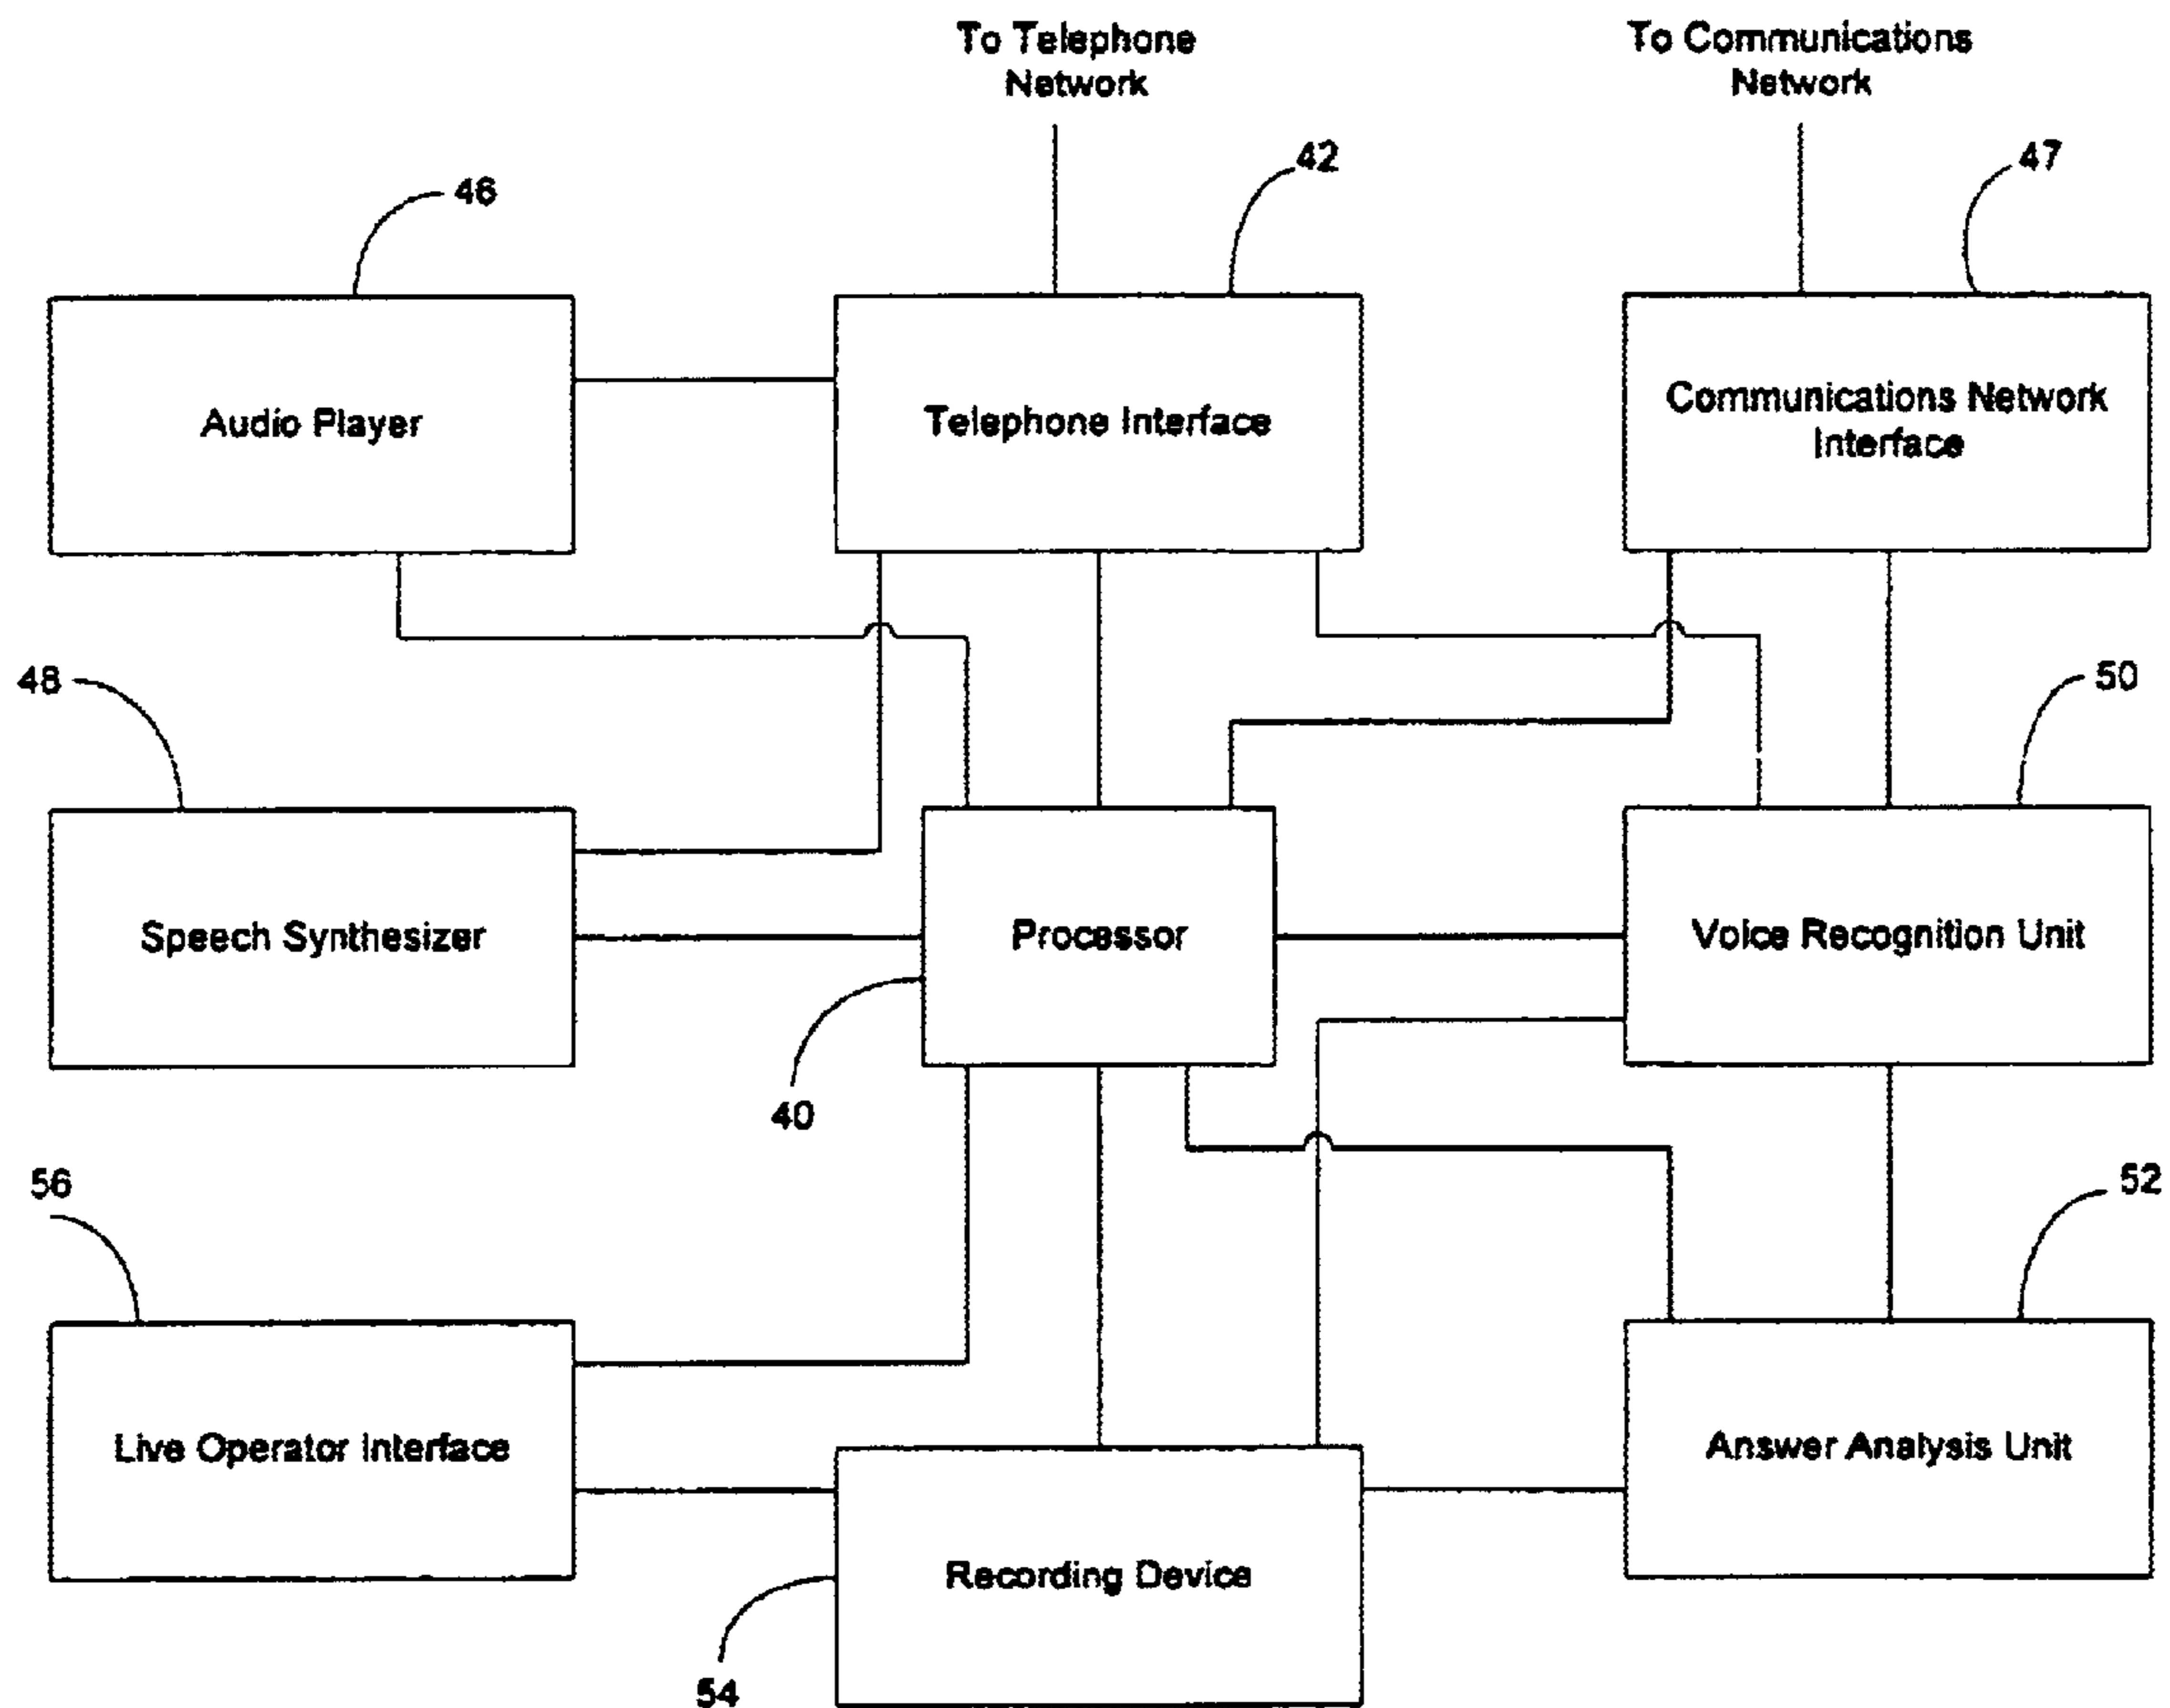 To Telephone
Network
To Communications
Network
46
42
47
Audio Player
Telephone Interface
Communications Network
Interface
48
50
Speech Synthesizer
Processor
Voice Recognition Unit
40
56
52
Live Operator Interface
Answer Analysis Unit
Recording Device
54